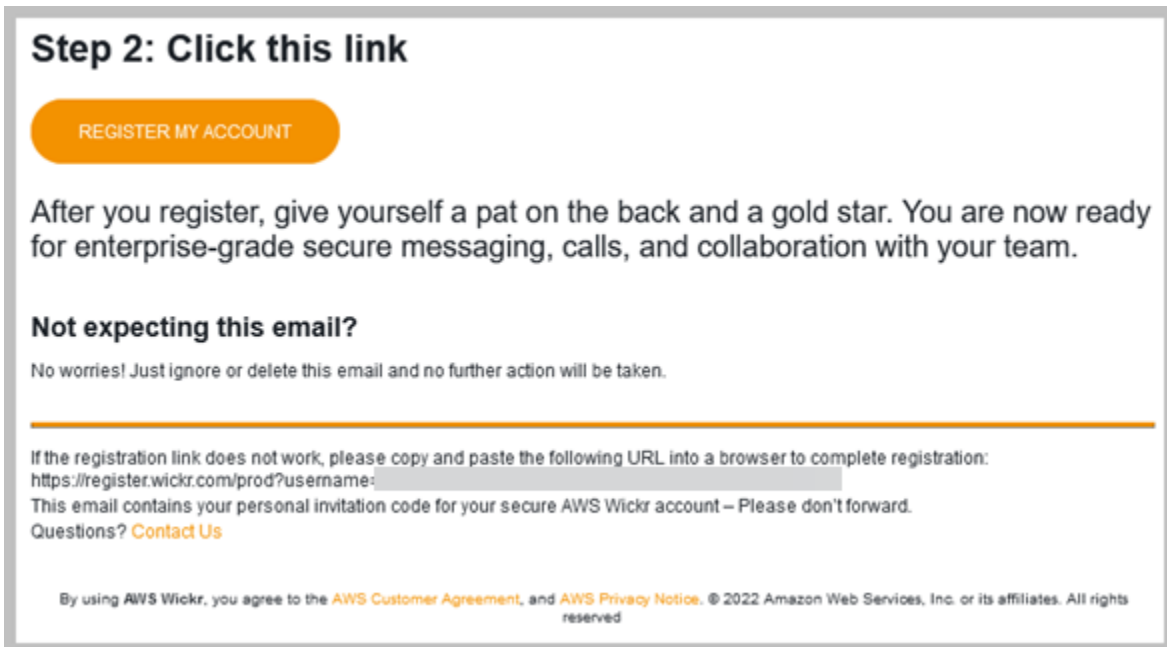 Step 2: Click this link
REGISTER MY ACCOUNT
After you register, give yourself a pat on the back and a gold star. You are now ready
for enterprise-grade secure messaging, calls, and collaboration with your team.
Not expecting this email?
No worries! Just ignore or delete this email and no further action will be taken.
If the registration link does not work, please copy and paste the following URL into a browser to complete registration:
https://register.wickr.com/prod?username=
This email contains your personal invitation code for your secure AWS Wickr account – Please don't forward.
Questions? Contact Us
By using AWS Wickr, you agree to the AWS Customer Agreement, and AWS Privacy Notice. © 2022 Amazon Web Services, Inc. or its affiliates. All rights
reserved